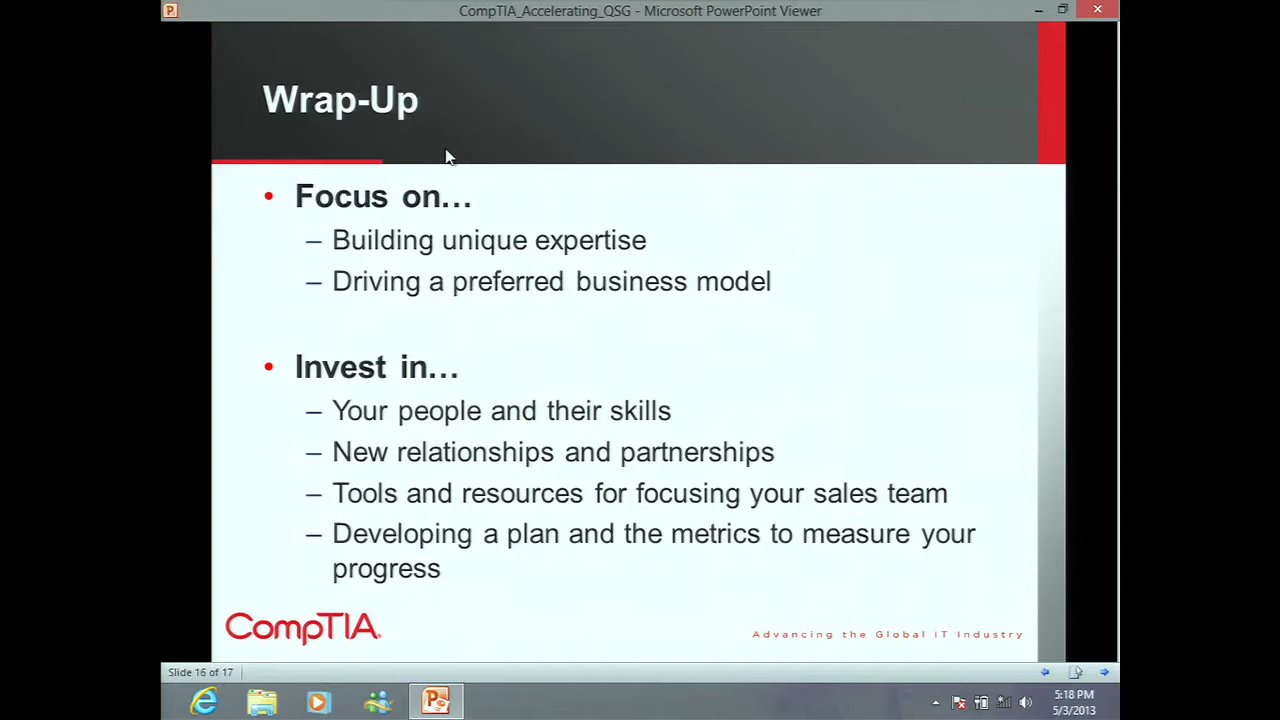 CompTIA_Accelerating_QSG - Microsoft PowerPoint Viewer
Wrap-Up
• Focus on…
– Building unique expertise
– Driving a preferred business model
• Invest in…
– Your people and their skills
– New relationships and partnerships
– Tools and resources for focusing your sales team
– Developing a plan and the metrics to measure your
progress
CompTIA.
Advancing the Global IT Industry
Slide 16 of 17
5:18 PM
5/3/2013